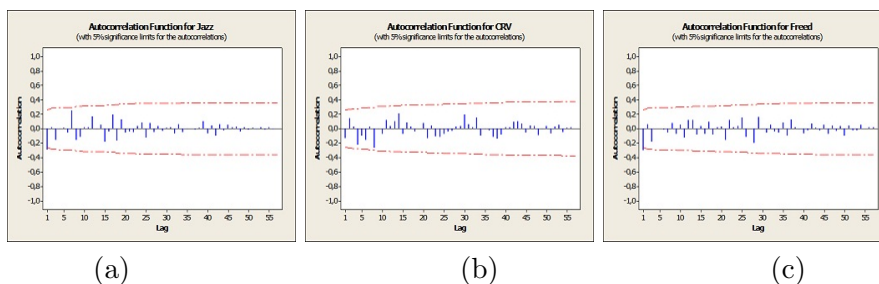 Autocorrelation Function for Jazz
(with 5% significance limits for the autocorrelations)
Autocorrelation
1,0
0,8
0,6
0,4
0,2
0,0
-0,2
-0,4
-0,6
-0,8
-1,0
1 5 10 15 20 25 30 35 40 45 50 55
Lag
(a)
Autocorrelation Function for CRV
(with 5% significance limits for the autocorrelations)
Autocorrelation
1,0
0,8
0,6
0,4
0,2
0,0
-0,2
-0,4
-0,6
-0,8
-1,0
1 5 10 15 20 25 30 35 40 45 50 55
Lag
(b)
Autocorrelation Function for Freed
(with 5% significance limits for the autocorrelations)
Autocorrelation
1,0
0,8
0,6
0,4
0,2
0,0
-0,2
-0,4
-0,6
-0,8
-1,0
1 5 10 15 20 25 30 35 40 45 50 55
Lag
(c)